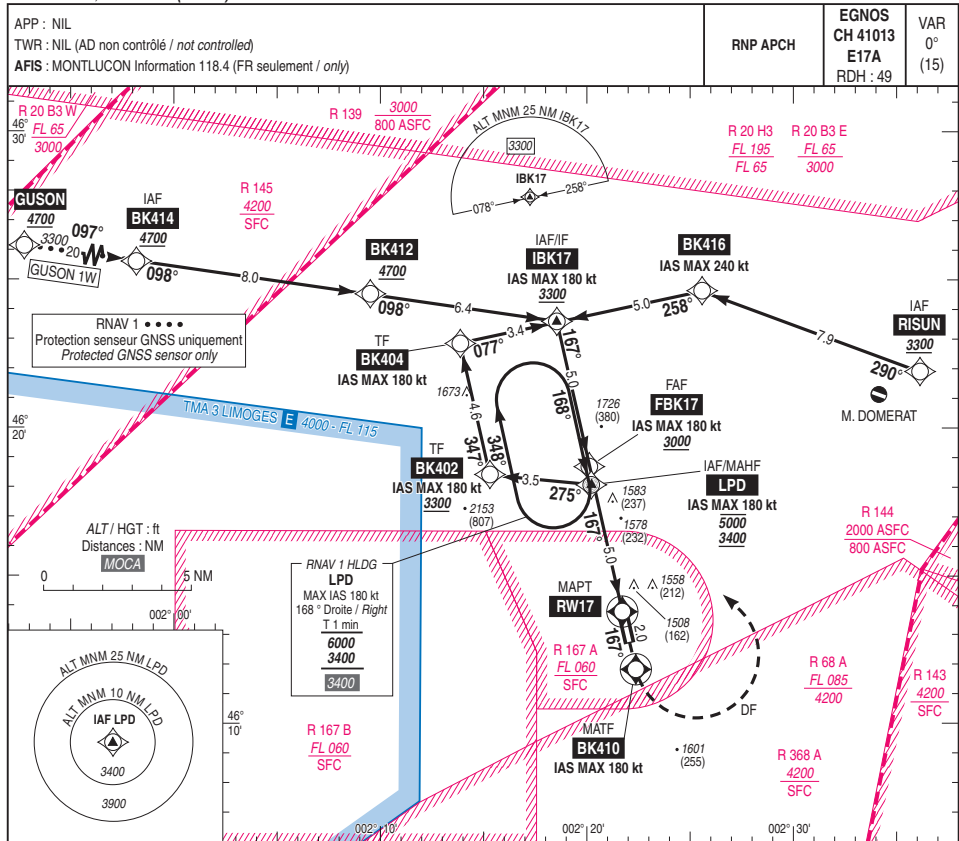 APP : NIL
TWR : NIL (AD non contrôlé / not controlled)
AFIS : MONTLUCON Information 118.4 (FR seulement / only)
RNP APCH
EGNOS
CH 41013
E17A
RDH : 49
VAR
0°
(15)
46°
30'
R 20 B3 W
FL 65
3000
R 139
3000
800 ASFC
ALT MNM 25 NM IBK17
3300
IBK17
078°
258°
R 20 H3
FL 195
FL 65
R 20 B3 E
FL 65
3000
R 145
4200
SFC
GUSON
4700
3300
20
097°
GUSON 1W
IAF
BK414
4700
098°
8.0
BK412
4700
098°
6.4
IAF/IF
IBK17
IAS MAX 180 kt
3300
BK416
IAS MAX 240 kt
258°
5.0
7.9
IAF
RISUN
3300
290°
M. DOMERAT
RNAV 1
Protection senseur GNSS uniquement
Protected GNSS sensor only
TF
BK404
IAS MAX 180 kt
077°
3.4
167°
5.0
168°
348°
1673
4.6
347°
FAF
FBK17
IAS MAX 180 kt
3000
1726
(380)
TMA 3 LIMOGES E 4000 - FL 115
46°
20'
TF
BK402
IAS MAX 180 kt
3300
3.5
275°
IAF/MAHF
LPD
IAS MAX 180 kt
5000
3400
2153
(807)
1583
(237)
1578
(232)
R 144
2000 ASFC
800 ASFC
ALT / HGT : ft
Distances : NM
MOCA
0 5 NM
002° 00'
RNAV 1 HLDG
LPD
MAX IAS 180 kt
168 ° Droite / Right
T 1 min
6000
3400
3400
167°
5.0
MAPT
RW17
1558
(212)
1508
(162)
2.0
167°
R 167 A
FL 060
SFC
R 68 A
FL 085
4200
R 143
4200
SFC
DF
ALT MNM 25 NM LPD
ALT MNM 10 NM LPD
IAF LPD
3400
3900
R 167 B
FL 060
SFC
46°
10'
MATF
BK410
IAS MAX 180 kt
1601
(255)
R 368 A
4200
SFC
002° 10'
002° 20'
002° 30'